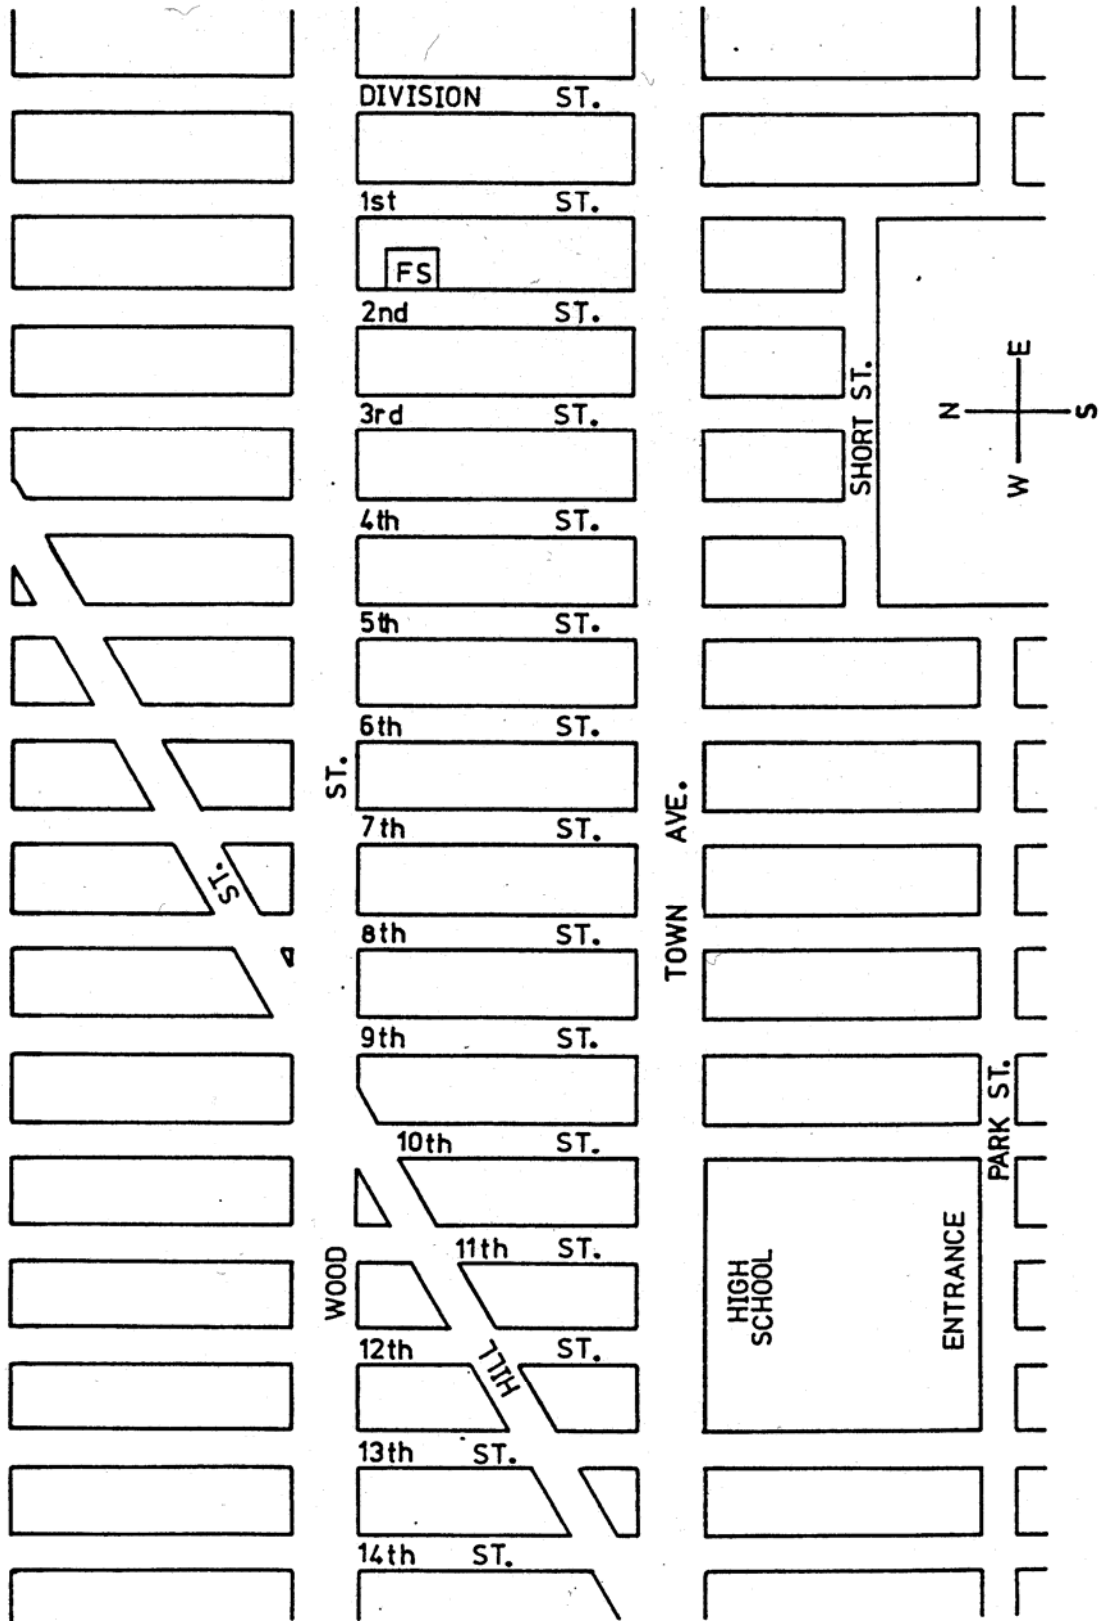 DIVISION ST.
1st ST.
FS
2nd ST.
E
SHORT ST.
N S
3rd ST.
W
4th ST.
5th ST.
6th ST.
WOOD ST.
TOWN AVE.
7th ST.
HILL ST.
8th ST.
9th ST.
PARK ST.
10th ST.
11th ST.
HIGH
SCHOOL
ENTRANCE
12th ST.
13th ST.
14th ST.